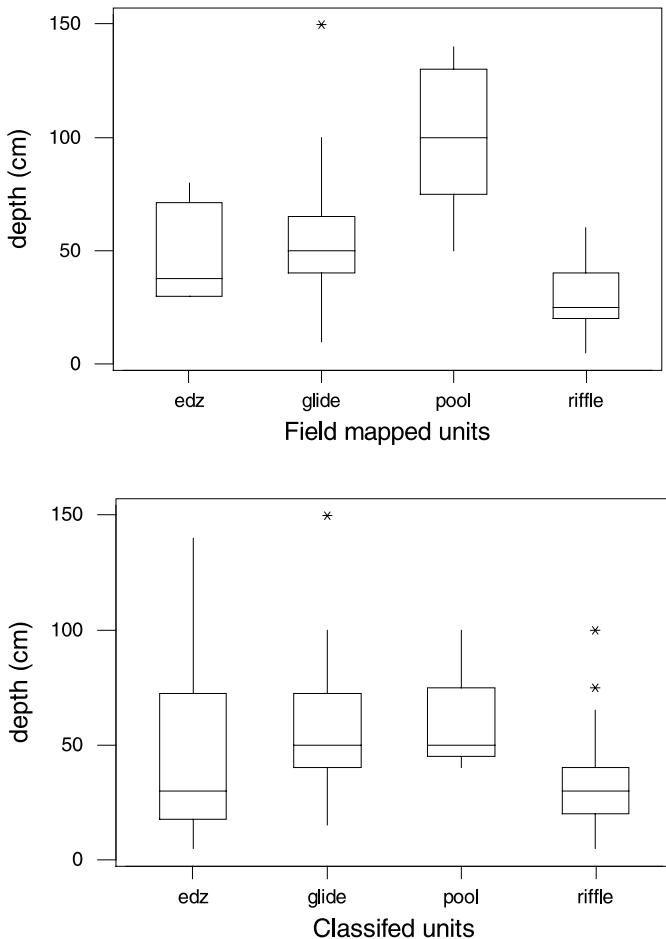 150
100
50
0
depth (cm)
edz glide pool riffle
Field mapped units
150
100
50
0
depth (cm)
edz glide pool riffle
Classifed units